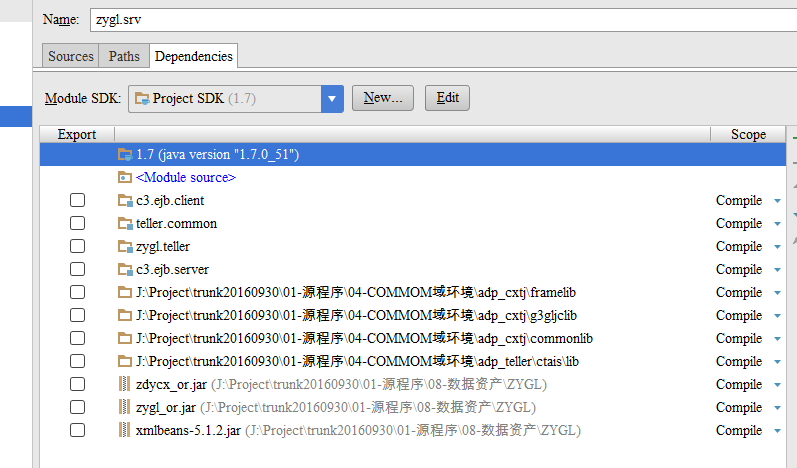 Name: zygl.srv
Sources Paths Dependencies
Module SDK: Project SDK (1.7) New... Edit
Export Scope
1.7 (java version "1.7.0_51")
<Module source>
c3.ejb.client Compile
teller.common Compile
zygl.teller Compile
c3.ejb.server Compile
J:\Project\trunk20160930\01-源程序\04-COMMOM域环境\adp_cxtj\framelib Compile
J:\Project\trunk20160930\01-源程序\04-COMMOM域环境\adp_cxtj\g3gljclib Compile
J:\Project\trunk20160930\01-源程序\04-COMMOM域环境\adp_cxtj\commonlib Compile
J:\Project\trunk20160930\01-源程序\04-COMMOM域环境\adp_teller\ctais\lib Compile
zdycx_or.jar (J:\Project\trunk20160930\01-源程序\08-数据资产\ZYGL) Compile
zygl_or.jar (J:\Project\trunk20160930\01-源程序\08-数据资产\ZYGL) Compile
xmlbeans-5.1.2.jar (J:\Project\trunk20160930\01-源程序\08-数据资产\ZYGL) Compile